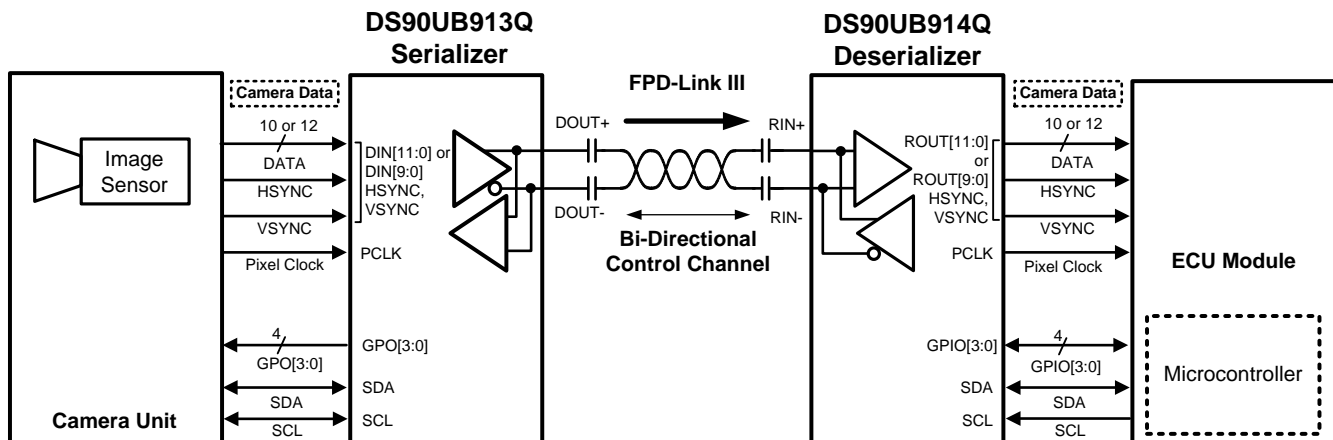 DS90UB913Q
Serializer
DS90UB914Q
Deserializer
Camera Data
FPD-Link III
Camera Data
10 or 12
DATA
HSYNC
VSYNC
Pixel Clock
Image
Sensor
DIN[11:0] or
DIN[9:0]
HSYNC,
VSYNC
PCLK
DOUT+
DOUT-
RIN+
RIN-
Bi-Directional
Control Channel
ROUT[11:0]
or
ROUT[9:0]
HSYNC,
VSYNC
PCLK
10 or 12
DATA
HSYNC
VSYNC
Pixel Clock
ECU Module
4
GPO[3:0]
SDA
SCL
GPO[3:0]
SDA
SCL
Camera Unit
GPIO[3:0]
SDA
SCL
4
GPIO[3:0]
SDA
SCL
Microcontroller